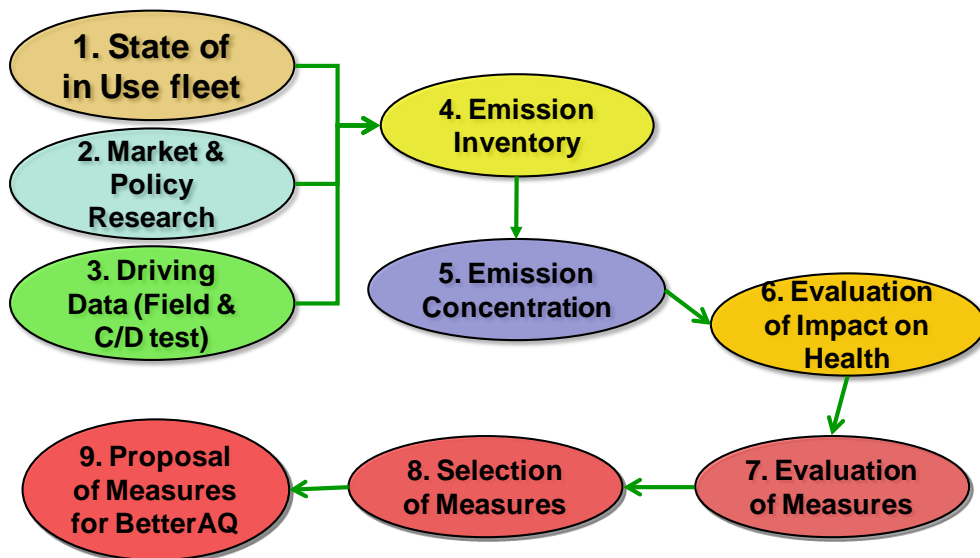 1. State of
in Use fleet
2. Market &
Policy
Research
3. Driving
Data (Field &
C/D test)
4. Emission
Inventory
5. Emission
Concentration
6. Evaluation
of Impact on
Health
7. Evaluation
of Measures
8. Selection
of Measures
9. Proposal
of Measures
for BetterAQ